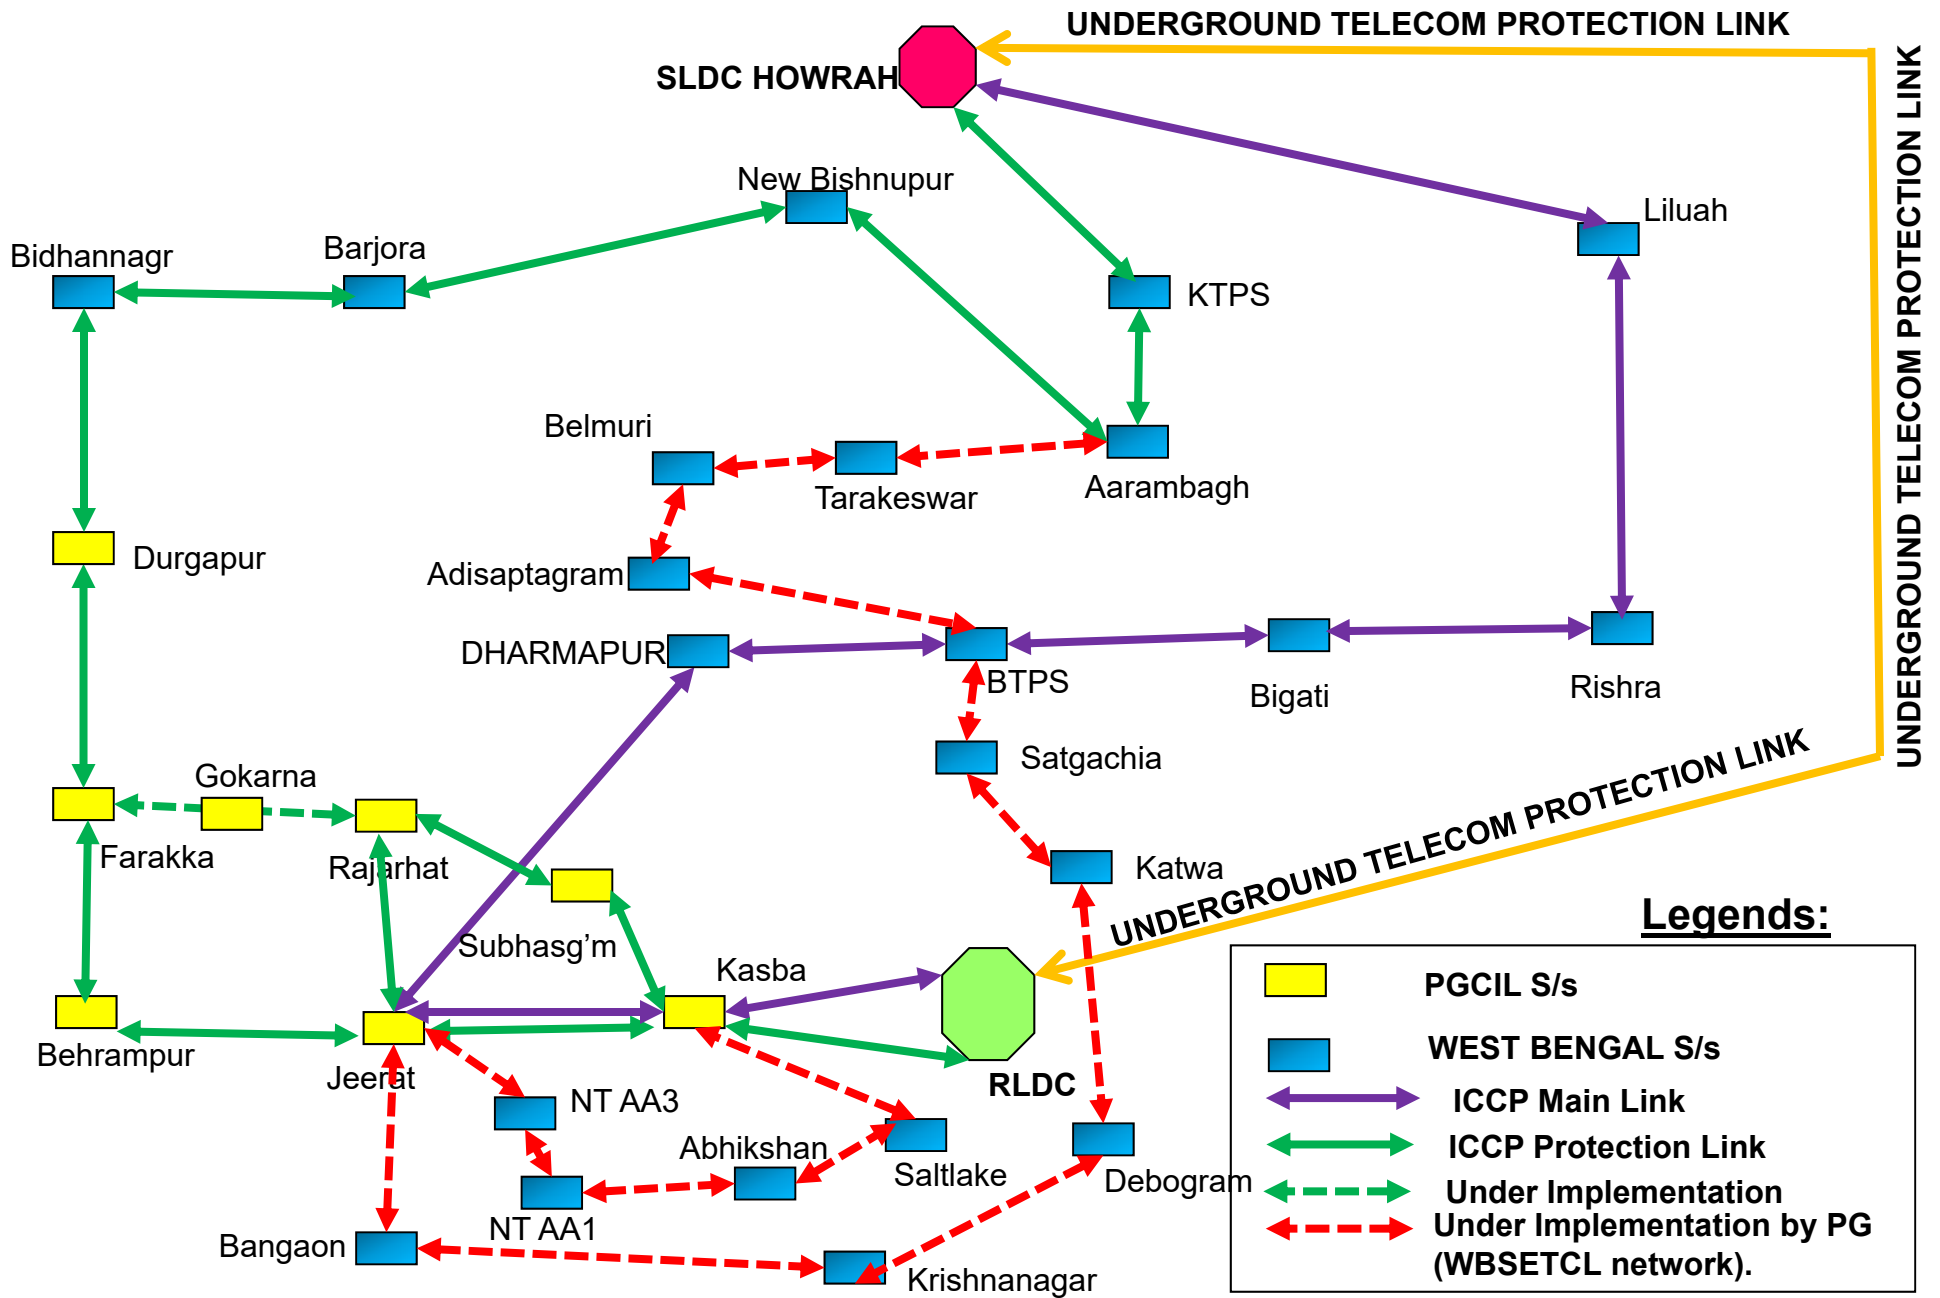 UNDERGROUND TELECOM PROTECTION LINK
SLDC HOWRAH
UNDERGROUND TELECOM PROTECTION LINK
New Bishnupur
Liluah
Bidhannagr
Barjora
KTPS
Belmuri
Tarakeswar
Aarambagh
Durgapur
Adisaptagram
DHARMAPUR
BTPS
Bigati
Rishra
Satgachia
UNDERGROUND TELECOM PROTECTION LINK
Gokarna
Farakka
Rajarhat
Katwa
Subhasg’m
Kasba
Behrampur
Jeerat
RLDC
NT AA3
Abhikshan
Saltlake
Debogram
NT AA1
Bangaon
Krishnanagar
Legends:
PGCIL S/s
WEST BENGAL S/s
ICCP Main Link
ICCP Protection Link
Under Implementation
Under Implementation by PG
(WBSETCL network).